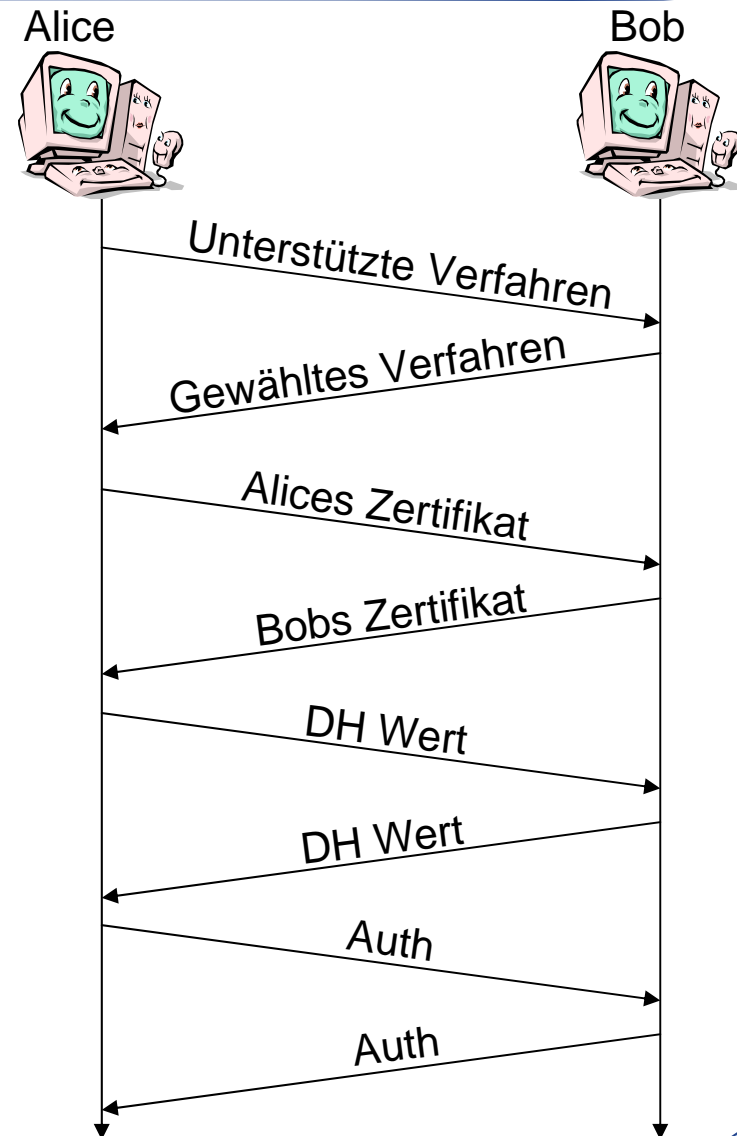 Alice
Bob
Unterstützte Verfahren
Gewähltes Verfahren
Alices Zertifikat
Bobs Zertifikat
DH Wert
DH Wert
Auth
Auth